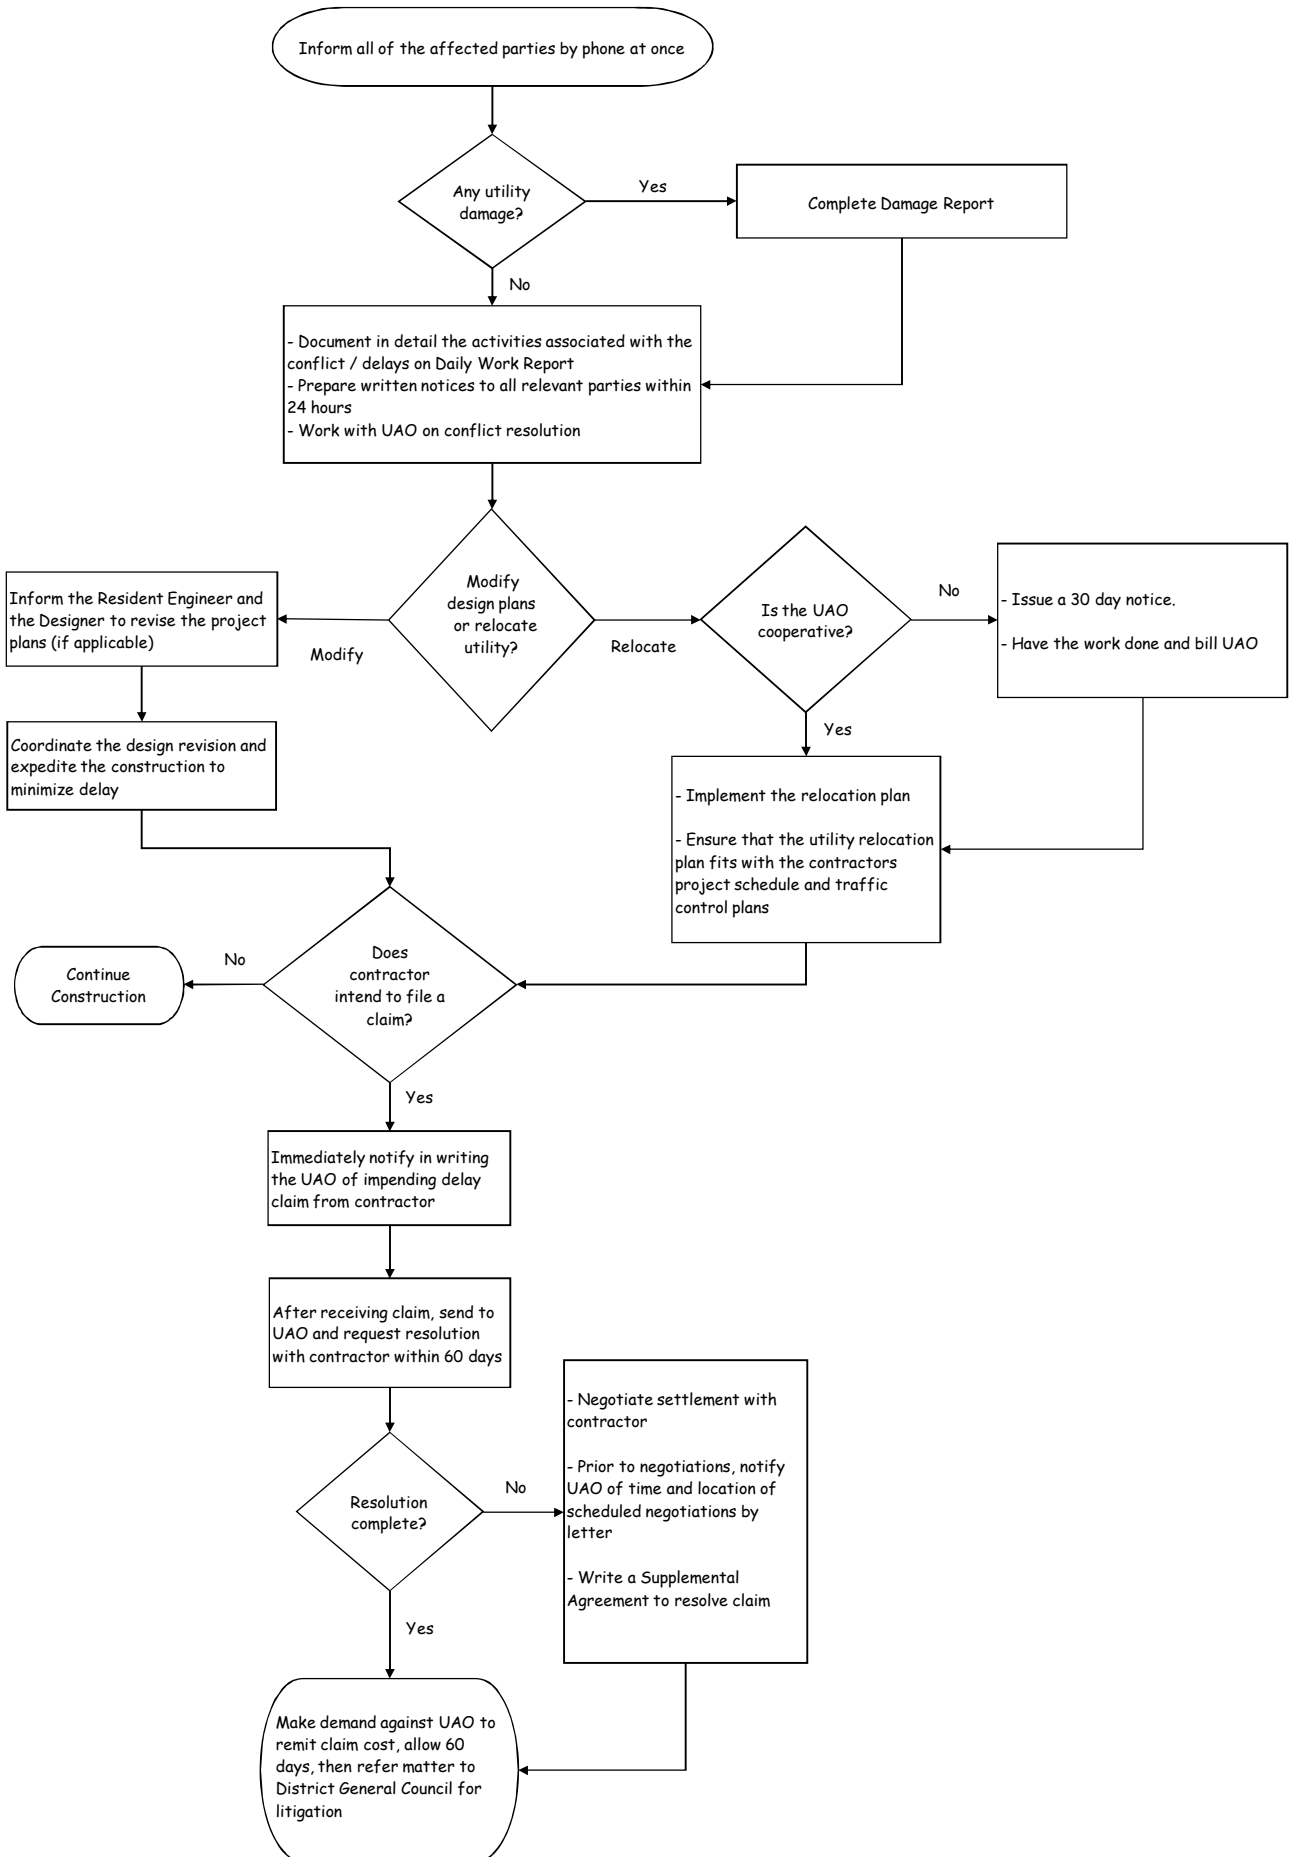 Inform all of the affected parties by phone at once
Any utility
damage?
Yes
Complete Damage Report
No
- Document in detail the activities associated with the
conflict / delays on Daily Work Report
- Prepare written notices to all relevant parties within
24 hours
- Work with UAO on conflict resolution
Modify
design plans
or relocate
utility?
Modify
Inform the Resident Engineer and
the Designer to revise the project
plans (if applicable)
Coordinate the design revision and
expedite the construction to
minimize delay
Relocate
Is the UAO
cooperative?
No
- Issue a 30 day notice.
- Have the work done and bill UAO
Yes
- Implement the relocation plan
- Ensure that the utility relocation
plan fits with the contractors
project schedule and traffic
control plans
Does
contractor
intend to file a
claim?
No
Continue
Construction
Yes
Immediately notify in writing
the UAO of impending delay
claim from contractor
After receiving claim, send to
UAO and request resolution
with contractor within 60 days
Resolution
complete?
No
- Negotiate settlement with
contractor
- Prior to negotiations, notify
UAO of time and location of
scheduled negotiations by
letter
- Write a Supplemental
Agreement to resolve claim
Yes
Make demand against UAO to
remit claim cost, allow 60
days, then refer matter to
District General Council for
litigation